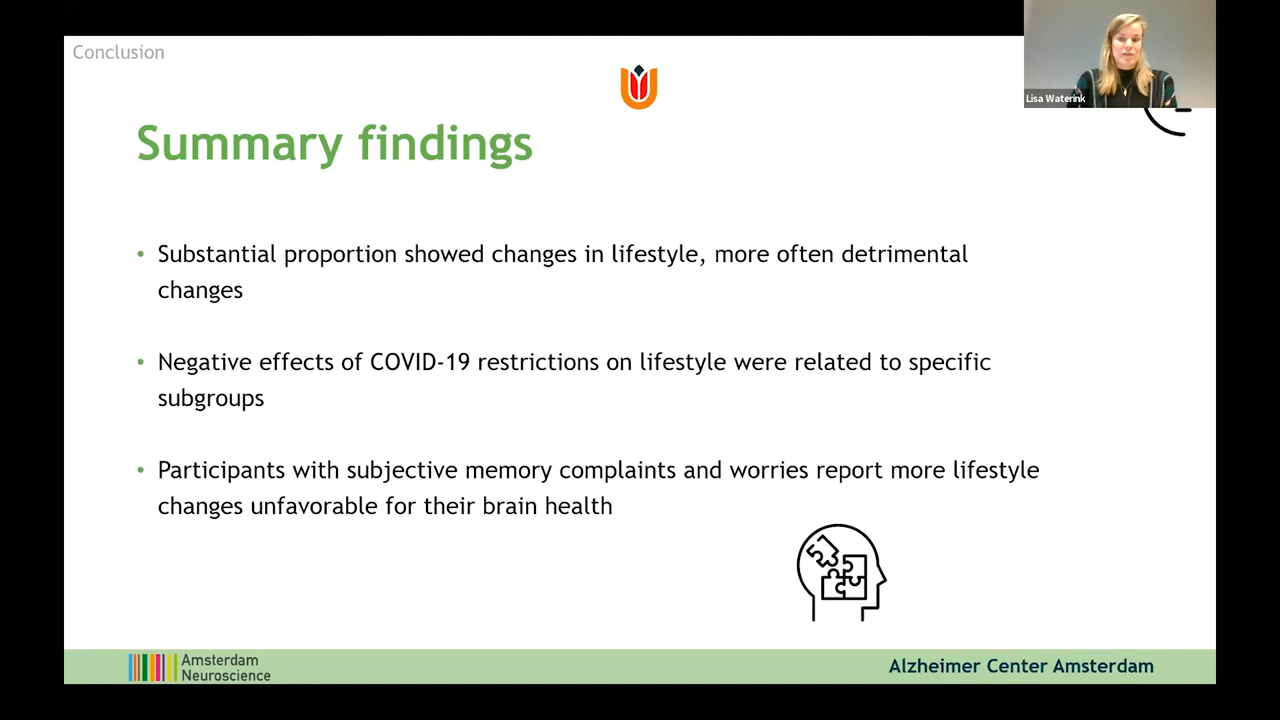 Conclusion
Lisa Waterink
Summary findings
• Substantial proportion showed changes in lifestyle, more often detrimental
changes
• Negative effects of COVID-19 restrictions on lifestyle were related to specific
subgroups
• Participants with subjective memory complaints and worries report more lifestyle
changes unfavorable for their brain health
Amsterdam
Neuroscience
Alzheimer Center Amsterdam